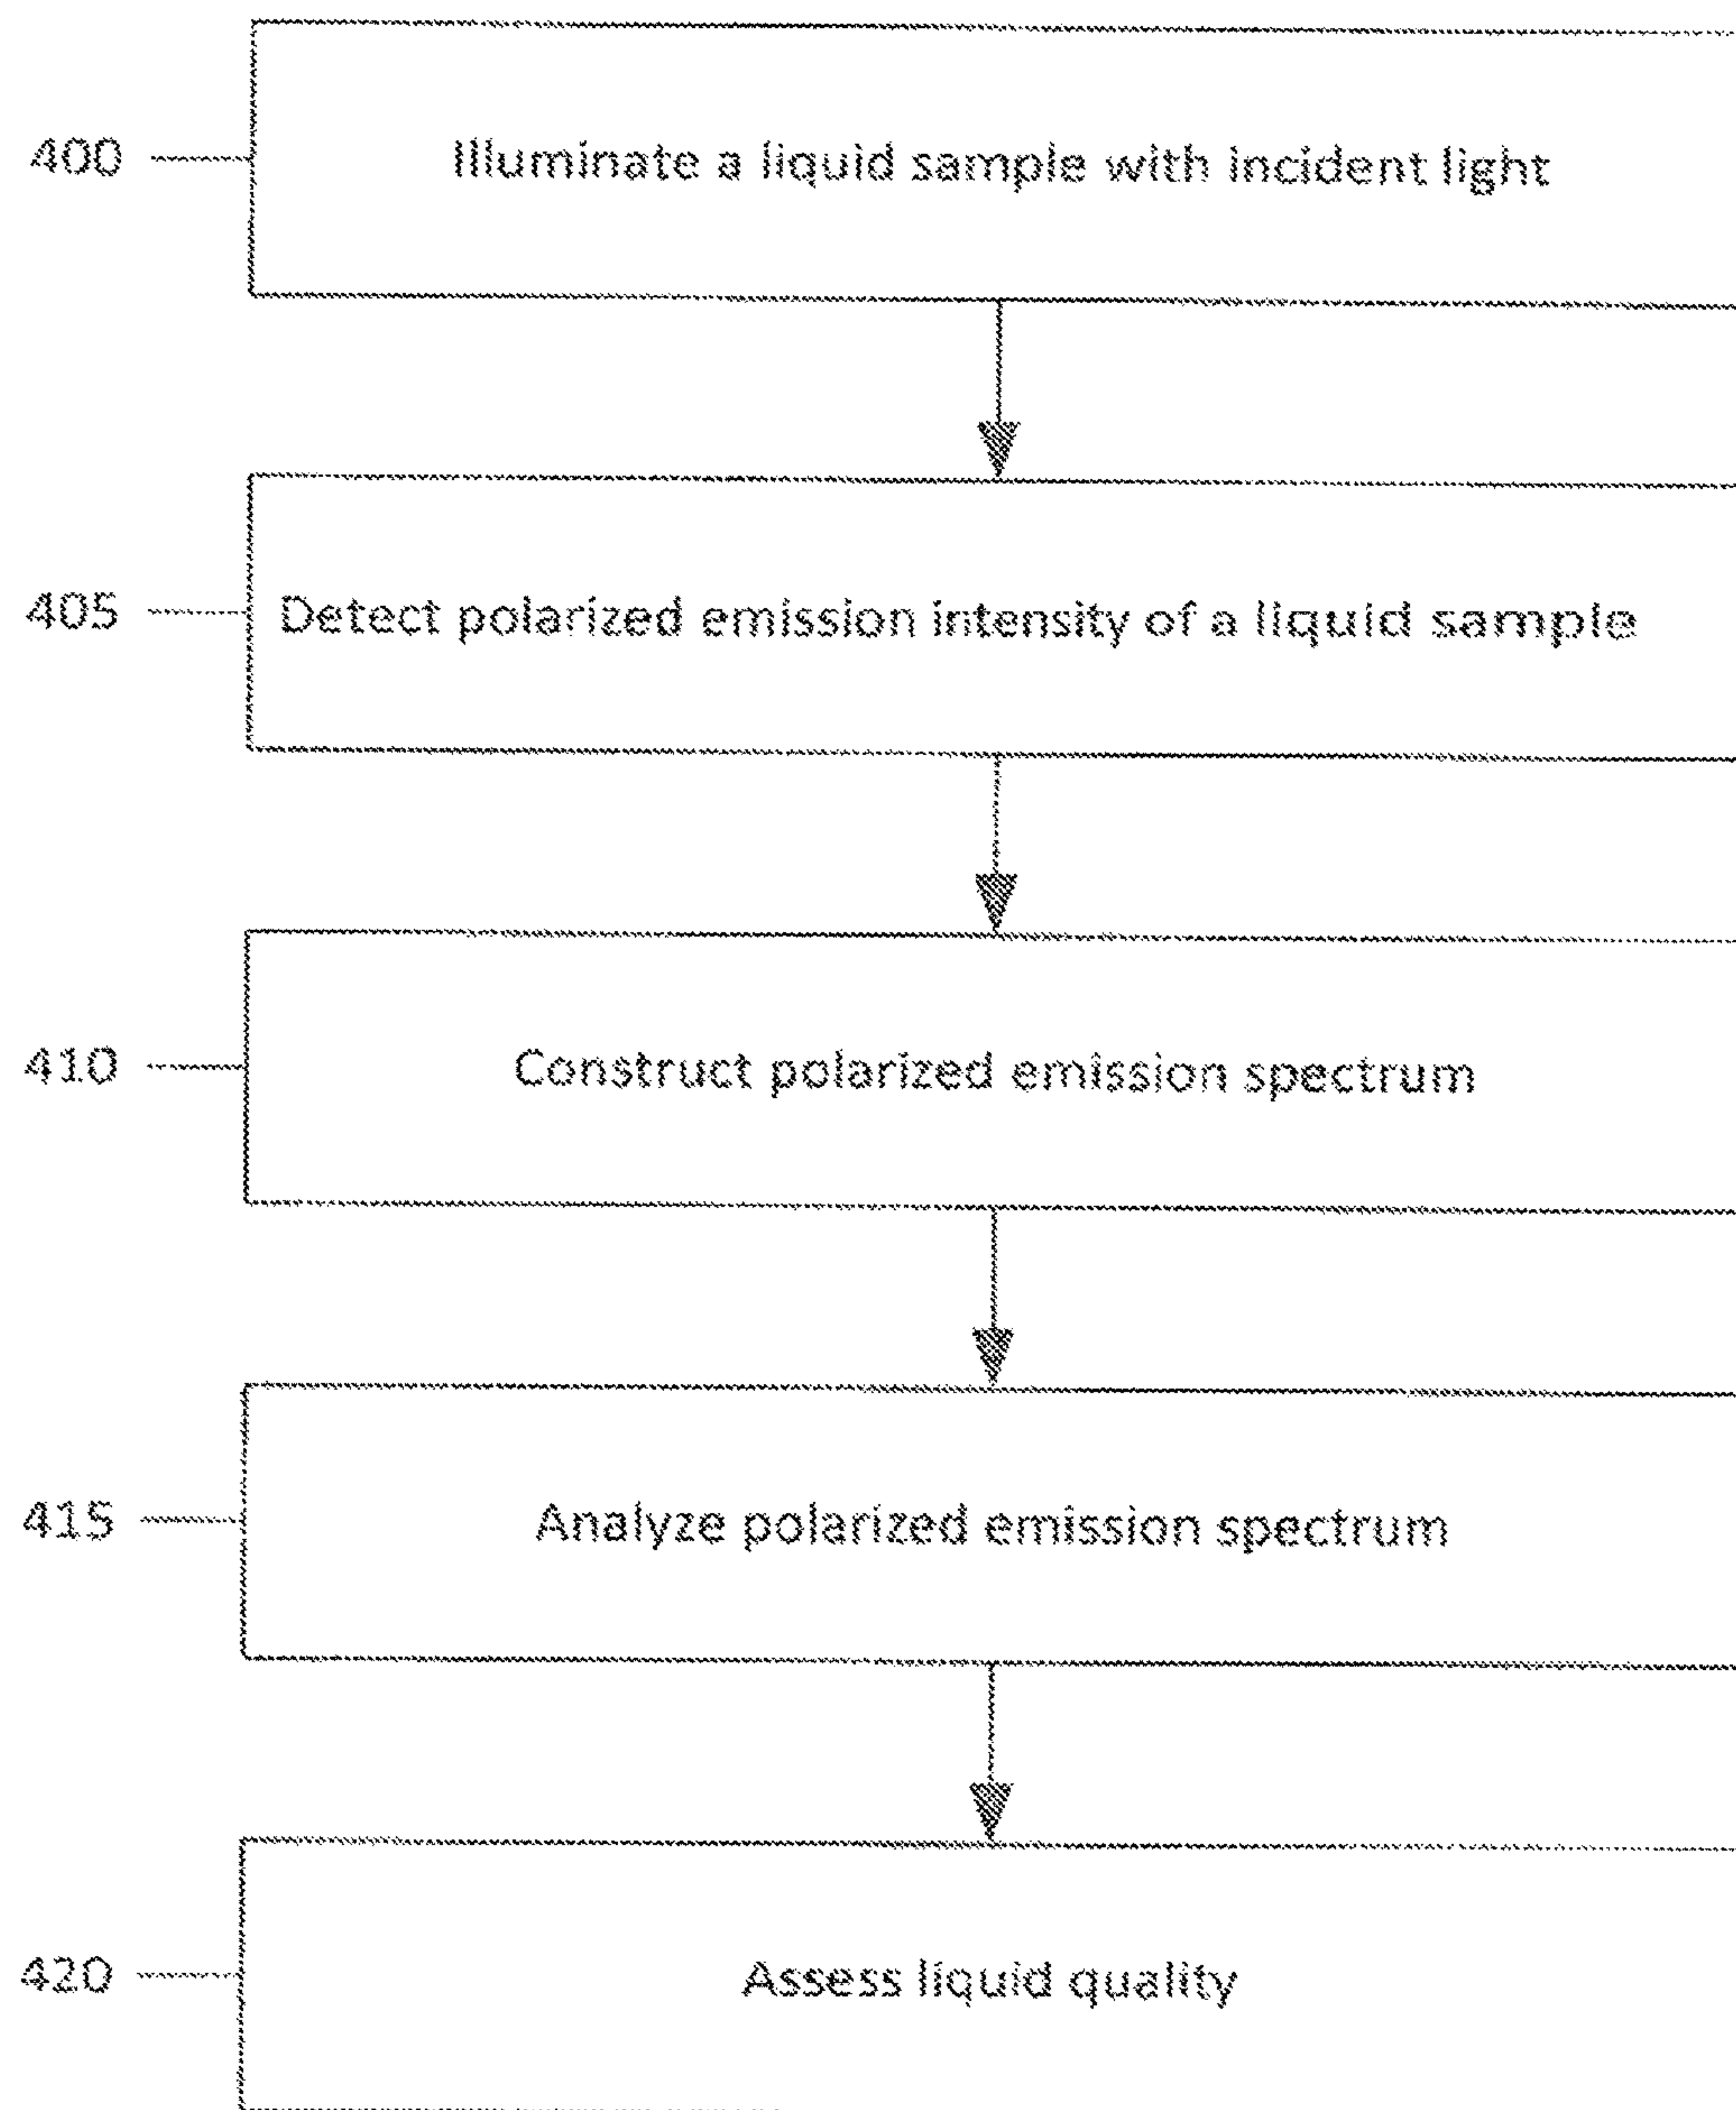 400 Illuminate a liquid sample with incident light
405 Detect polarized emission intensity of a liquid sample
410 Construct polarized emission spectrum
415 Analyze polarized emission spectrum
420 Assess liquid quality